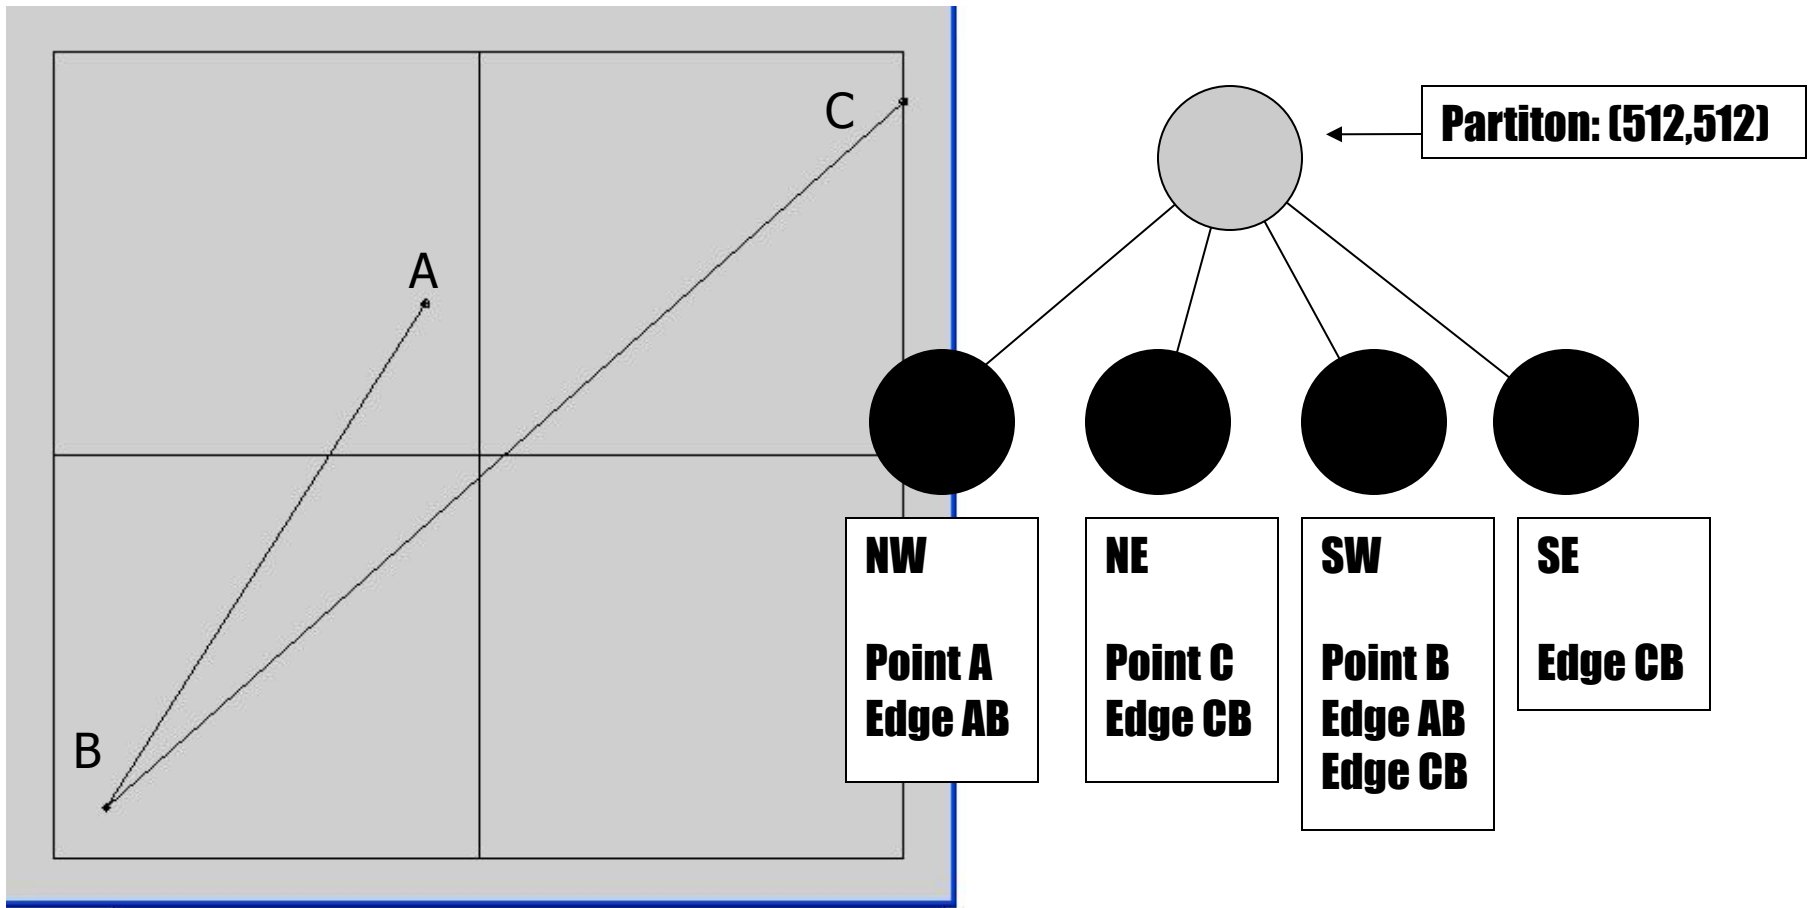 C
A
B
Partiton: (512,512)
NW
Point A
Edge AB
NE
Point C
Edge CB
SW
Point B
Edge AB
Edge CB
SE
Edge CB